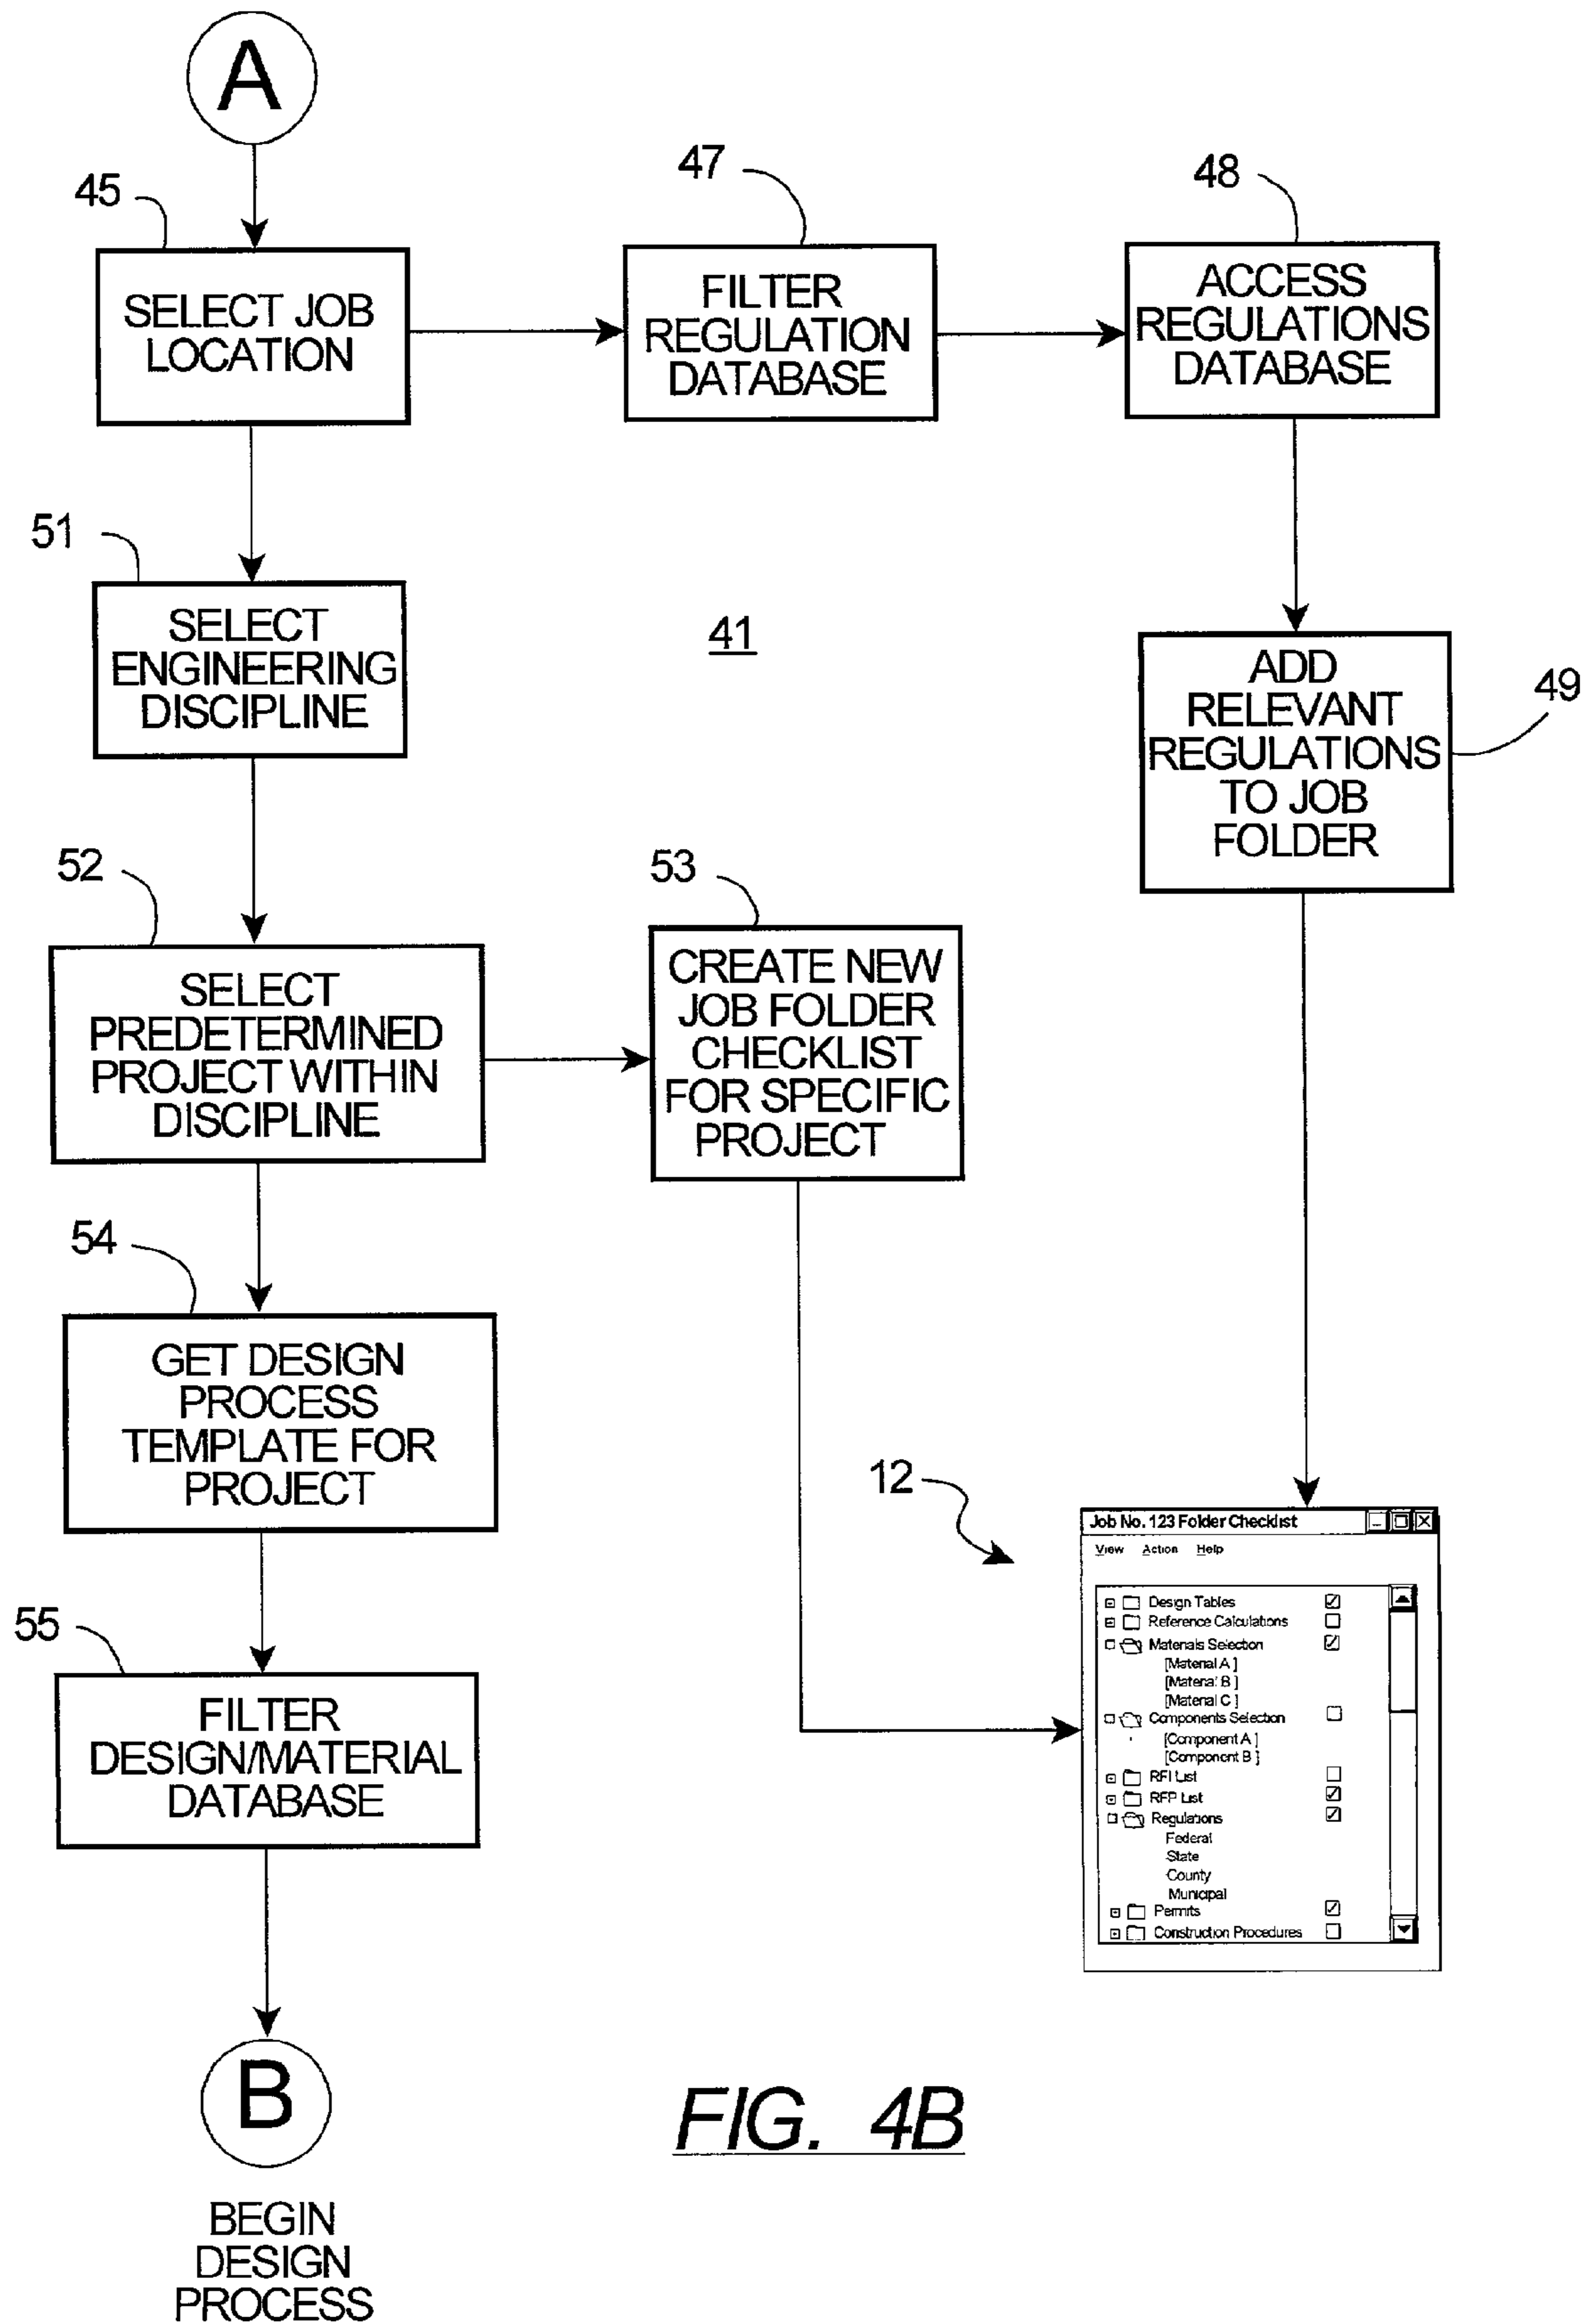 A
45
SELECT JOB
LOCATION
47
FILTER
REGULATION
DATABASE
48
ACCESS
REGULATIONS
DATABASE
51
SELECT
ENGINEERING
DISCIPLINE
41
ADD
RELEVANT
REGULATIONS
TO JOB
FOLDER
49
52
SELECT
PREDETERMINED
PROJECT WITHIN
DISCIPLINE
53
CREATE NEW
JOB FOLDER
CHECKLIST
FOR SPECIFIC
PROJECT
54
GET DESIGN
PROCESS
TEMPLATE FOR
PROJECT
12
Job No. 123 Folder Checklist
View Action Help
Design Tables
Reference Calculations
Materials Selection
[Material A ]
[Material B ]
[Material C ]
Components Selection
[Component A ]
[Component B ]
RFI List
RFP List
Regulations
Federal
State
County
Municipal
Permits
Construction Procedures
55
FILTER
DESIGN/MATERIAL
DATABASE
B
BEGIN
DESIGN
PROCESS
FIG. 4B